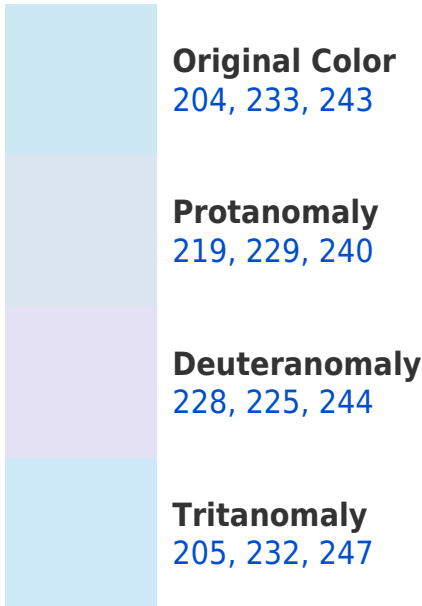 Original Color
204, 233, 243
Protanomaly
219, 229, 240
Deuteranomaly
228, 225, 244
Tritanomaly
205, 232, 247